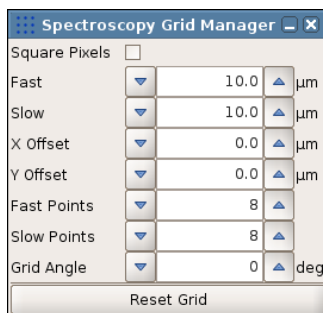 Spectroscopy Grid Manager
Square Pixels
Fast 10.0 μm
Slow 10.0 μm
X Offset 0.0 μm
Y Offset 0.0 μm
Fast Points 8
Slow Points 8
Grid Angle 0 deg
Reset Grid